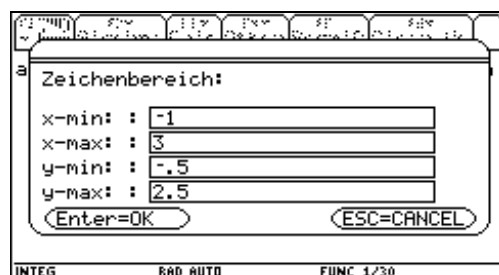 Zeichenbereich:
x-min: : -1
x-max: : 3
y-min: : -.5
y-max: : 2.5
Enter=OK ESC=CANCEL
INTEG RAD AUTO FUNC 1/30